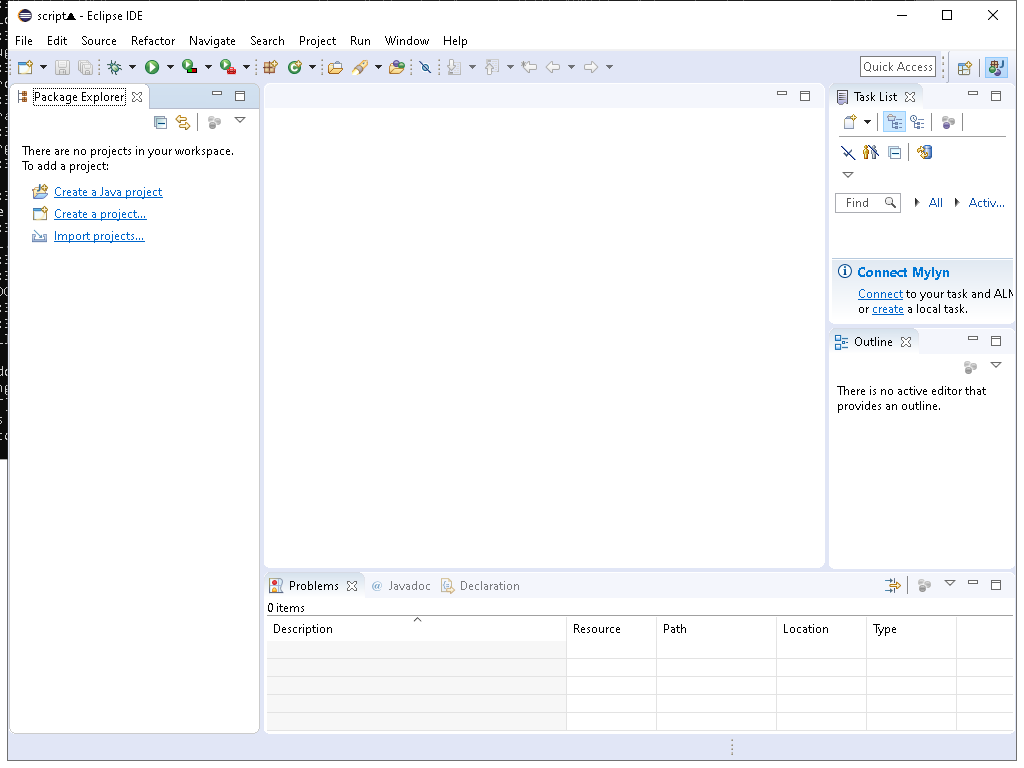 script▲ - Eclipse IDE
File Edit Source Refactor Navigate Search Project Run Window Help
Quick Access
Package Explorer
There are no projects in your workspace.
To add a project:
Create a Java project
Create a project...
Import projects...
Task List
Find All Activ...
Connect Mylyn
Connect to your task and ALM
or create a local task.
Outline
There is no active editor that
provides an outline.
Problems @ Javadoc Declaration
0 items
Description Resource Path Location Type